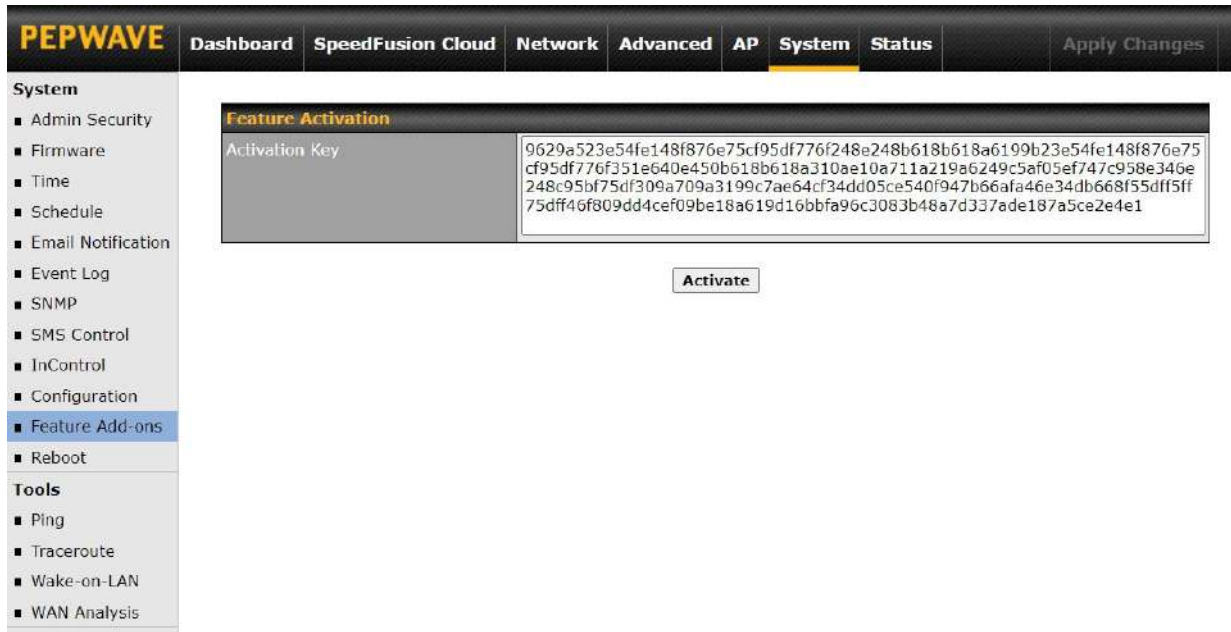 PEPWAVE
Dashboard SpeedFusion Cloud Network Advanced AP System Status Apply Changes
System
Admin Security
Firmware
Time
Schedule
Email Notification
Event Log
SNMP
SMS Control
InControl
Configuration
Feature Add-ons
Reboot
Tools
Ping
Traceroute
Wake-on-LAN
WAN Analysis
Feature Activation
Activation Key
9629a523e54fe148f876e75cf95df776f248e248b618b618a6199b23e54fe148f876e75
cf95df776f351e640e450b618b618a310ae10a711a219a6249c5af05ef747c958e346e
248c95bf75df309a709a3199c7ae64cf34dd05ce540f947b66afa46e34db668f55dff5ff
75dff46f809dd4cef09be18a619d16bbfa96c3083b48a7d337ade187a5ce2e4e1
Activate